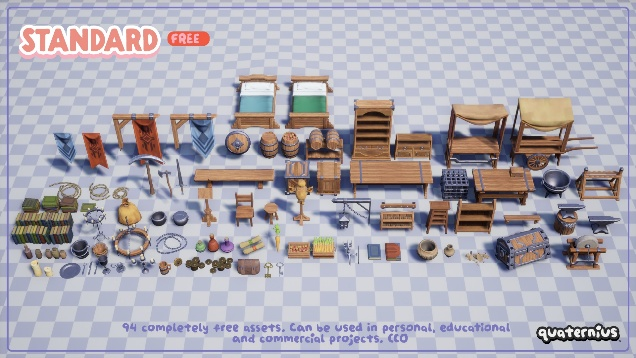 STANDARD FREE
94 completely free assets. Can be used in personal, educational
and commercial projects. CC0
quaternius